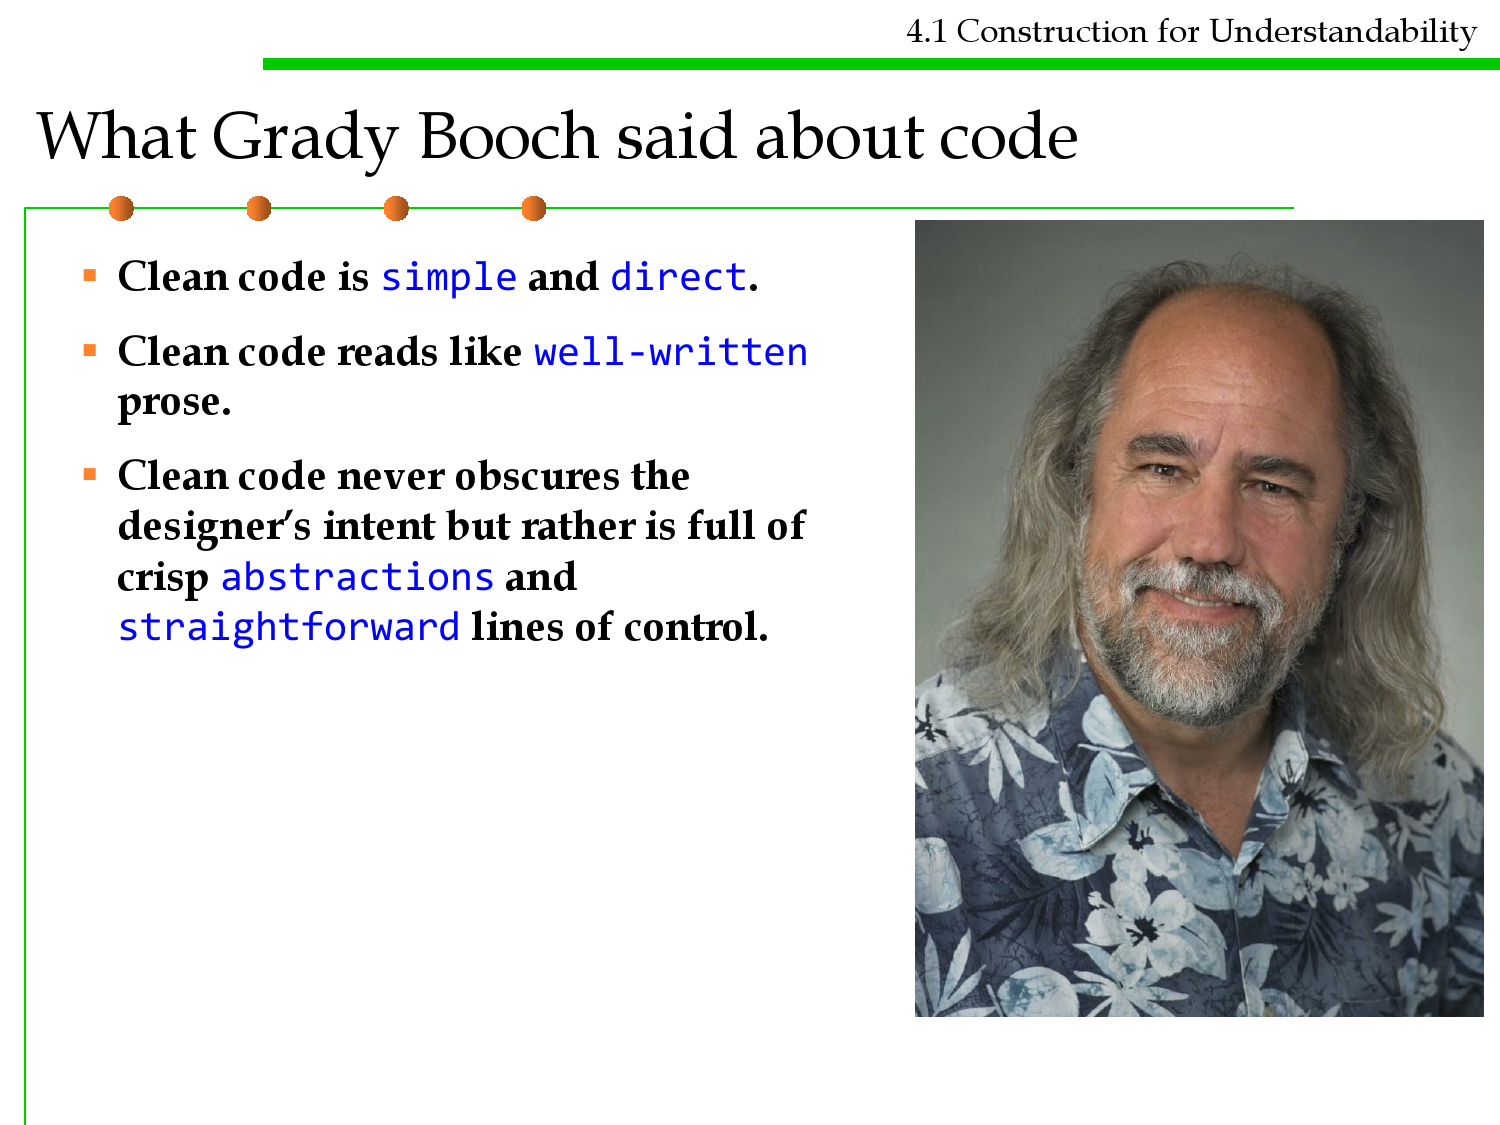 4.1 Construction for Understandability
What Grady Booch said about code
Clean code is simple and direct.
Clean code reads like well-written
prose.
Clean code never obscures the
designer’s intent but rather is full of
crisp abstractions and
straightforward lines of control.